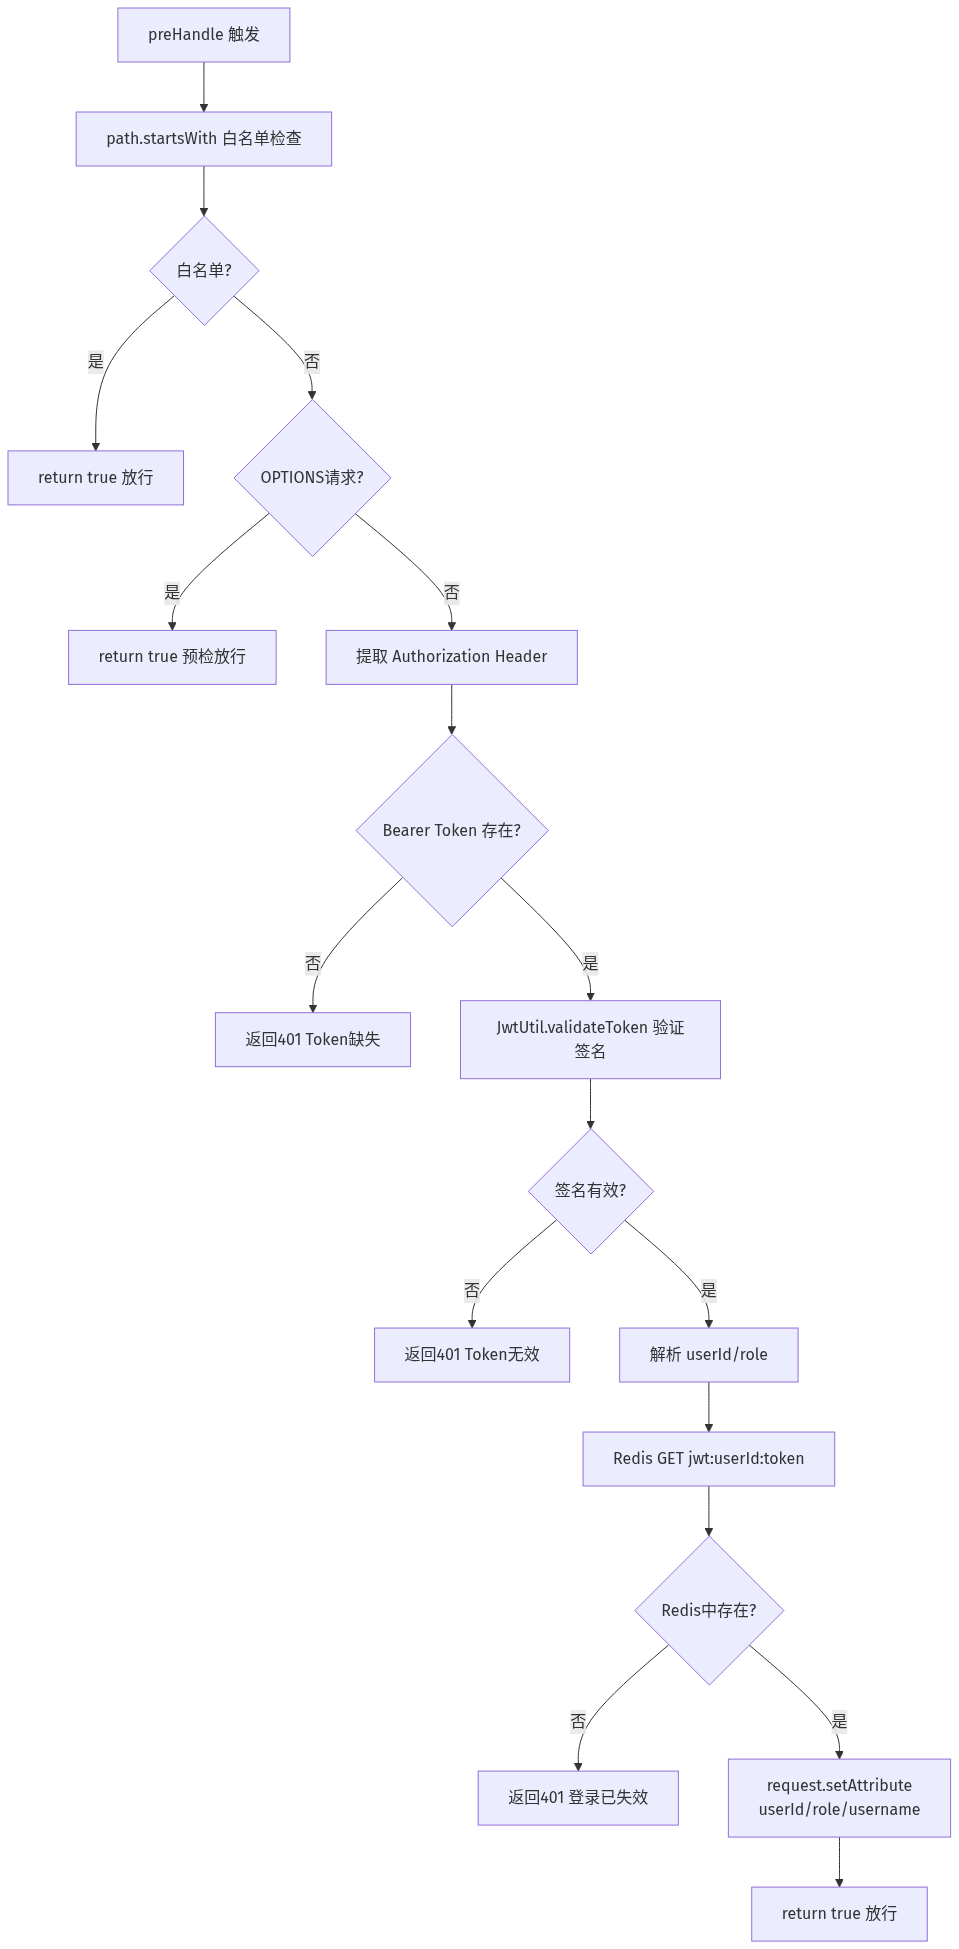 preHandle 触发
path.startsWith 白名单检查
白名单?
是
否
return true 放行
OPTIONS请求?
是
否
return true 预检放行
提取 Authorization Header
Bearer Token 存在?
否
是
返回401 Token缺失
JwtUtil.validateToken 验证
签名
签名有效?
否
是
返回401 Token无效
解析 userId/role
Redis GET jwt:userId:token
Redis中存在?
否
是
返回401 登录已失效
request.setAttribute
userId/role/username
return true 放行